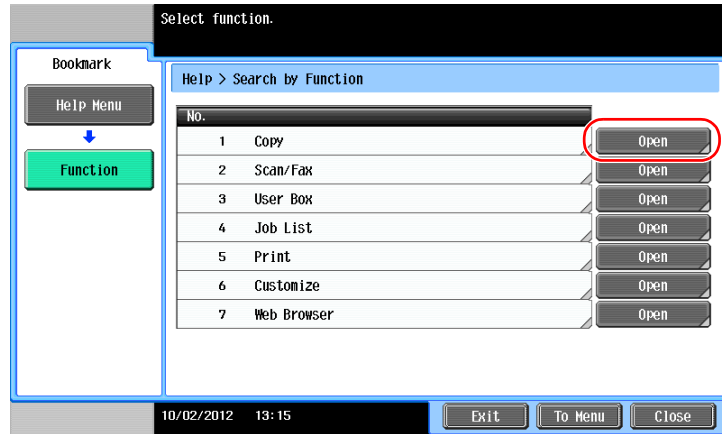 Select function.
Bookmark
Help > Search by Function
Help Menu
No.
1 Copy Open
Function
2 Scan/Fax Open
3 User Box Open
4 Job List Open
5 Print Open
6 Customize Open
7 Web Browser Open
10/02/2012 13:15 Exit To Menu Close